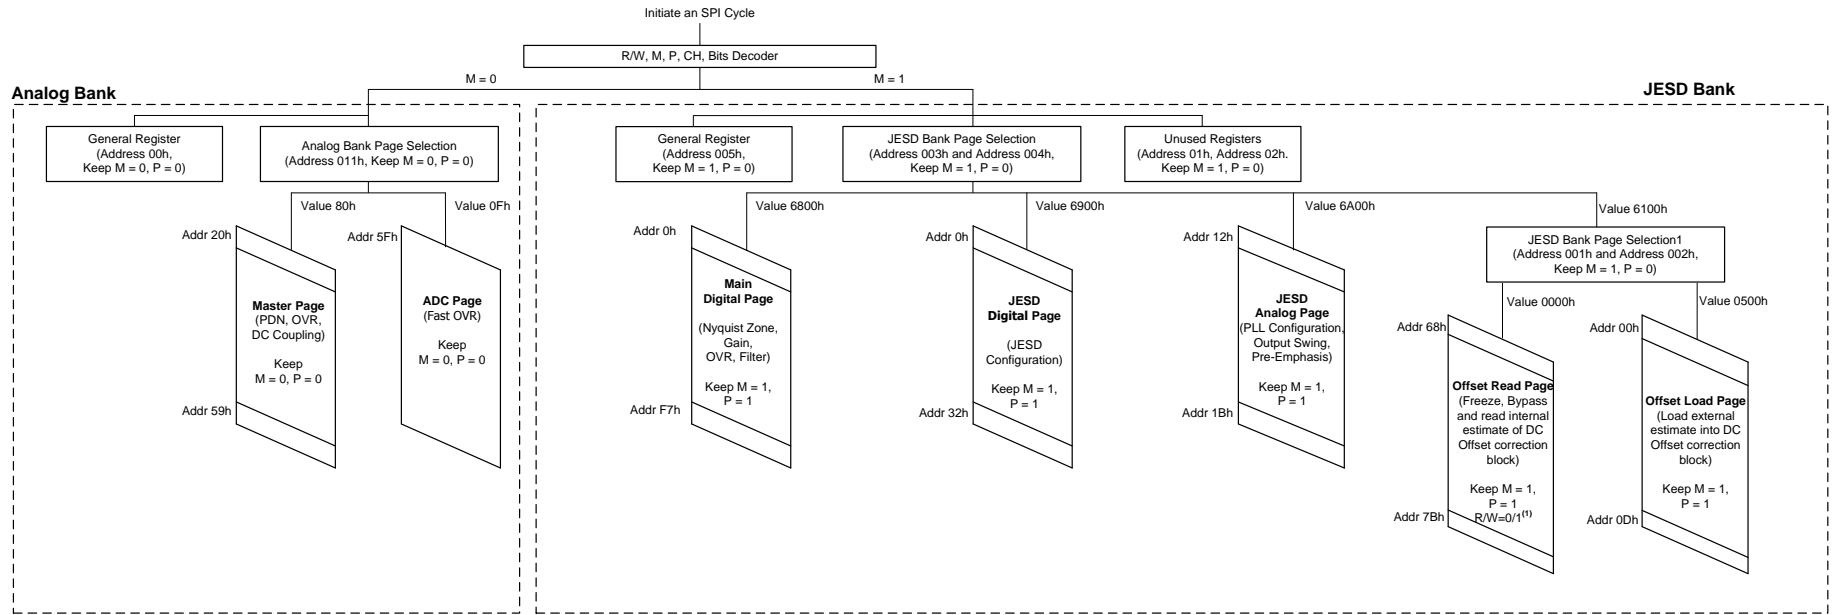 Initiate an SPI Cycle
R/W, M, P, CH, Bits Decoder
M = 0
M = 1
Analog Bank
JESD Bank
General Register
(Address 00h,
Keep M = 0, P = 0)
Analog Bank Page Selection
(Address 011h, Keep M = 0, P = 0)
General Register
(Address 005h,
Keep M = 1, P = 0)
JESD Bank Page Selection
(Address 003h and Address 004h,
Keep M = 1, P = 0)
Unused Registers
(Address 01h, Address 02h.
Keep M = 1, P = 0)
Value 80h
Value 0Fh
Value 6800h
Value 6900h
Value 6A00h
Value 6100h
Addr 20h
Master Page
(PDN, OVR,
DC Coupling)
Keep
M = 0, P = 0
Addr 59h
Addr 5Fh
ADC Page
(Fast OVR)
Keep
M = 0, P = 0
Addr 0h
Main
Digital Page
(Nyquist Zone,
Gain,
OVR, Filter)
Keep M = 1,
P = 1
Addr F7h
Addr 0h
JESD
Digital Page
(JESD
Configuration)
Keep M = 1,
P = 1
Addr 32h
Addr 12h
JESD
Analog Page
(PLL Configuration,
Output Swing,
Pre-Emphasis)
Keep M = 1,
P = 1
Addr 1Bh
JESD Bank Page Selection1
(Address 001h and Address 002h,
Keep M = 1, P = 0)
Value 0000h
Value 0500h
Addr 68h
Offset Read Page
(Freeze, Bypass
and read internal
estimate of DC
Offset correction
block)
Keep M = 1,
P = 1
R/W=0/1(1)
Addr 7Bh
Addr 00h
Offset Load Page
(Load external
estimate into DC
Offset correction
block)
Keep M = 1,
P = 1
Addr 0Dh